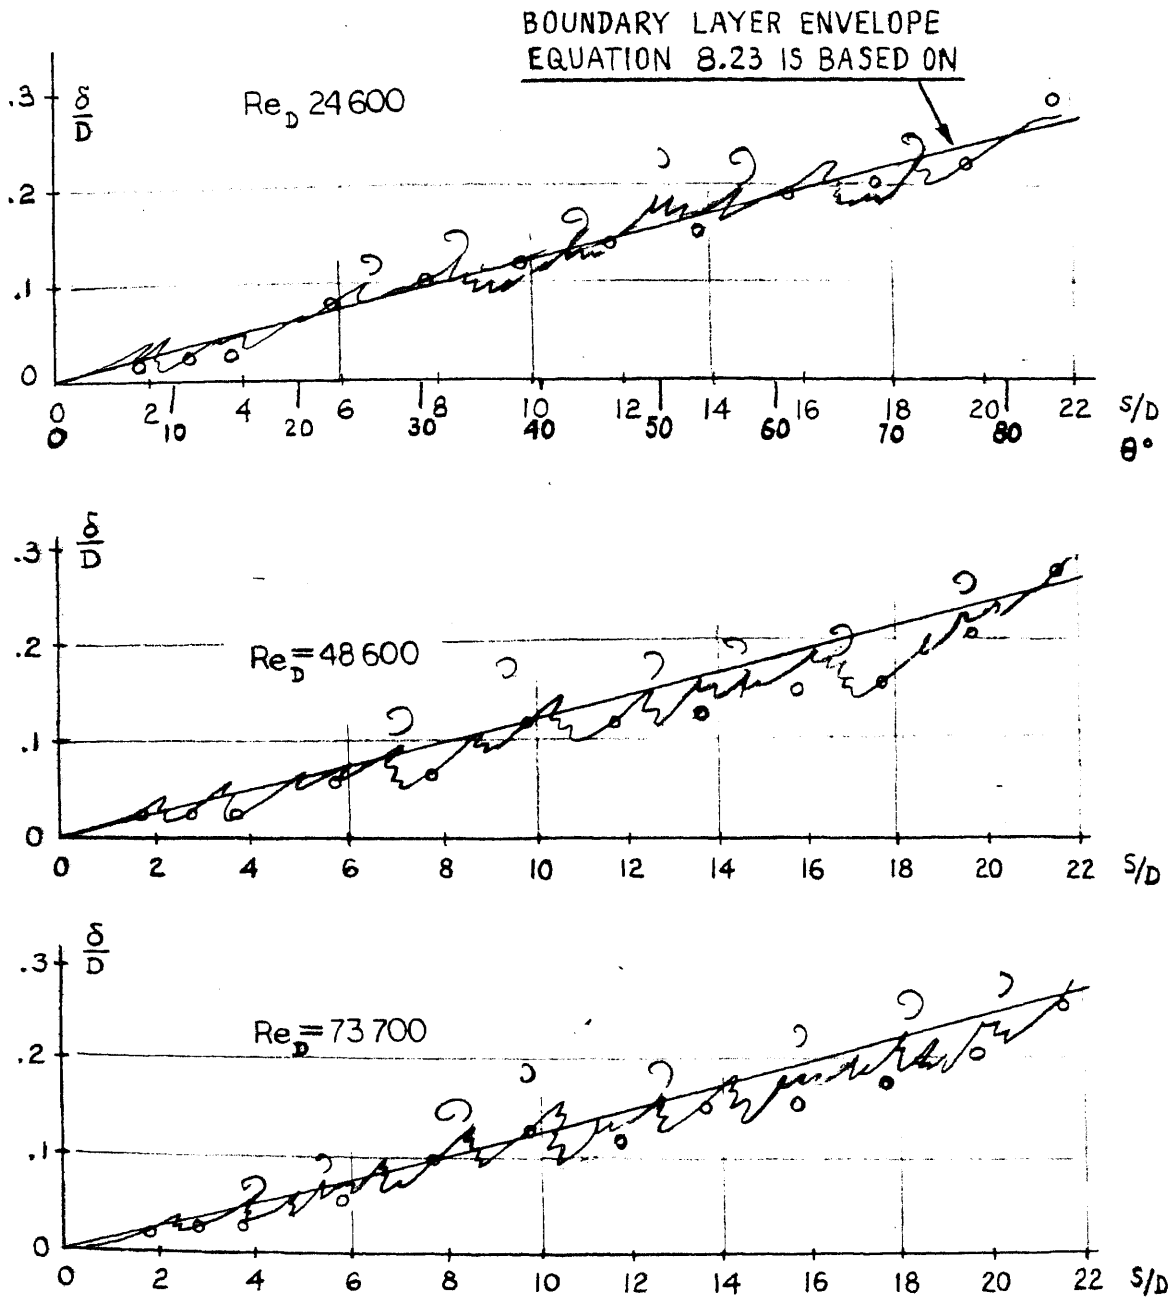 BOUNDARY LAYER ENVELOPE
EQUATION 8.23 IS BASED ON
.3 δ/D Re_D 24600
.2
.1
0
0 2 4 6 8 10 12 14 16 18 20 22 S/D
0 10 20 30 40 50 60 70 80 θ°
.3 δ/D
.2 Re_D=48600
.1
0
0 2 4 6 8 10 12 14 16 18 20 22 S/D
.3 δ/D
.2 Re_D=73700
.1
0
0 2 4 6 8 10 12 14 16 18 20 22 S/D